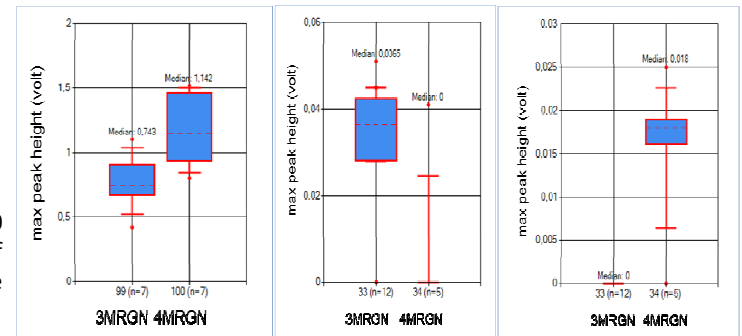 max peak height (volt)
2
1,5
1
0,5
0
Median: 0,743
Median: 1,142
99 (n=7)
100 (n=7)
3MRGN 4MRGN
max peak height (volt)
0,06
0,04
0.02
0
Median: 0,0365
Median: 0
33 (n=12)
34 (n=5)
3MRGN 4MRGN
max peak height (volt)
0.03
0,025
0,02
0,015
0,01
0,005
0
Median: 0
Median: 0,018
33 (n=12)
34 (n=5)
3MRGN 4MRGN